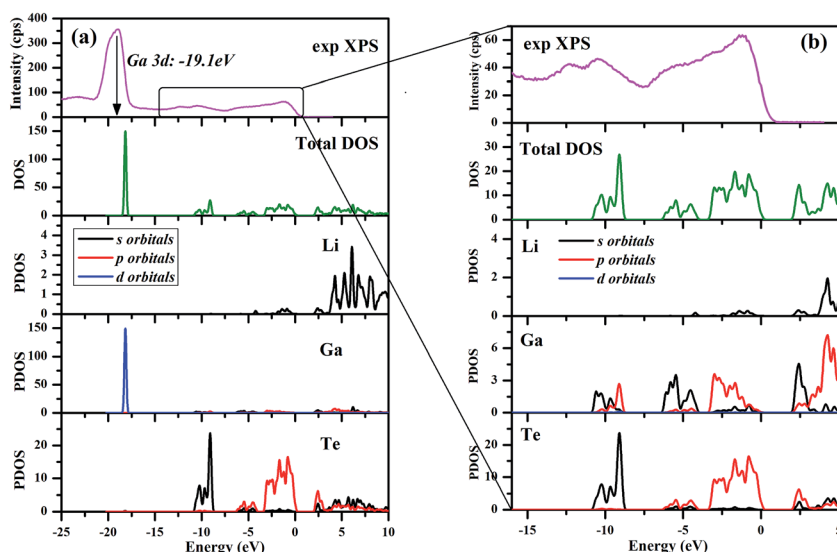 (a)
exp XPS
Ga 3d: -19.1eV
Intensity (cps)
400
300
200
100
0
Total DOS
DOS
150
100
50
0
Li
s orbitals
p orbitals
d orbitals
PDOS
4
3
2
1
0
Ga
PDOS
150
100
50
0
Te
PDOS
20
10
0
-25 -20 -15 -10 -5 0 5 10
Energy (eV)
(b)
exp XPS
Intensity (cps)
60
40
20
0
Total DOS
DOS
30
20
10
0
Li
s orbitals
p orbitals
d orbitals
PDOS
4
2
0
Ga
PDOS
6
3
0
Te
PDOS
20
10
0
-15 -10 -5 0 5
Energy (eV)